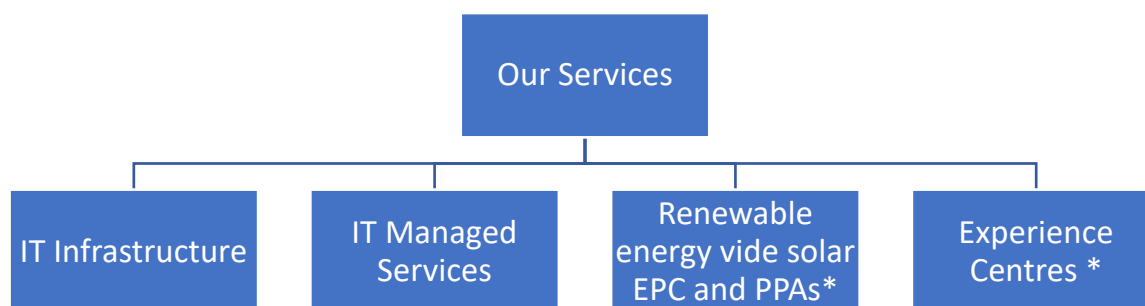 Our Services
IT Infrastructure
IT Managed
Services
Renewable
energy vide solar
EPC and PPAs*
Experience
Centres *